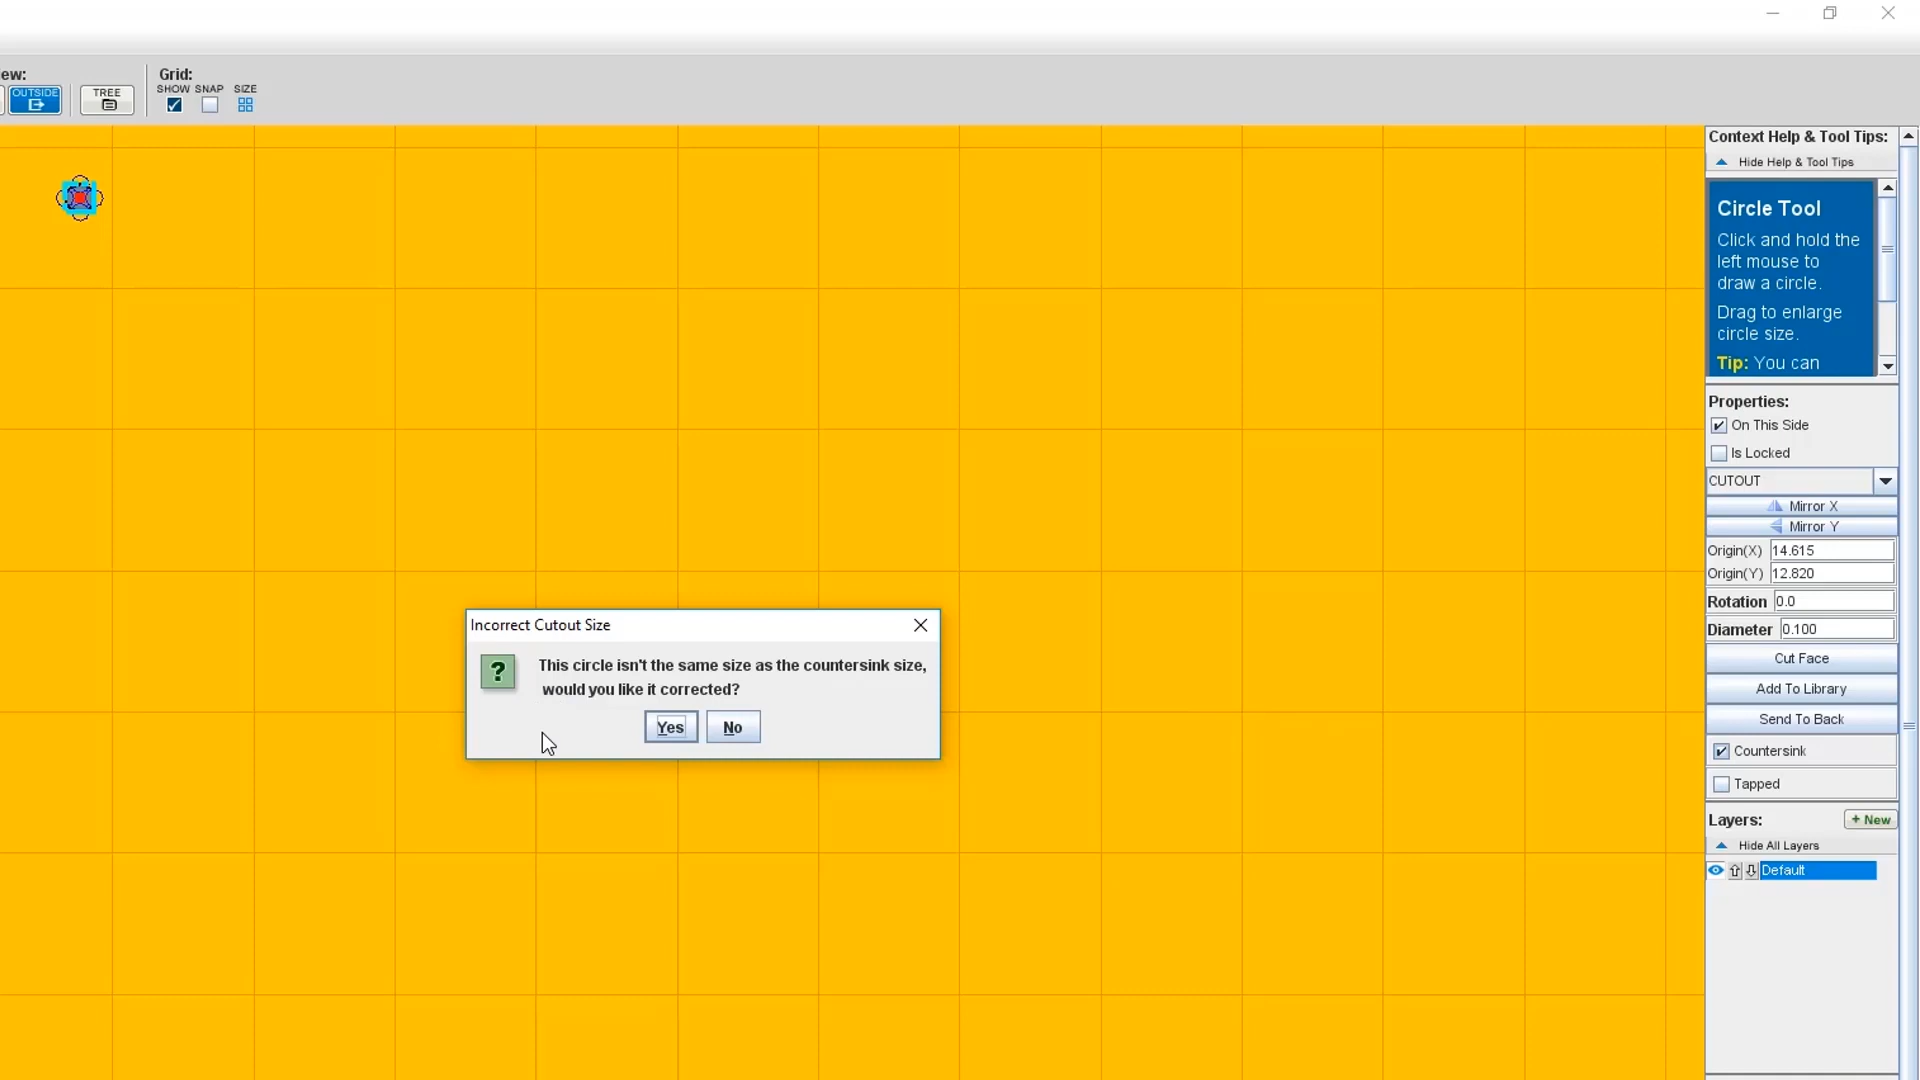 ew:
OUTSIDE
TREE
Grid:
SHOW SNAP SIZE
Context Help & Tool Tips:
Hide Help & Tool Tips
Circle Tool
Click and hold the
left mouse to
draw a circle.
Drag to enlarge
circle size.
Tip: You can
Properties:
On This Side
Is Locked
CUTOUT
Mirror X
Mirror Y
Origin(X) 14.615
Origin(Y) 12.820
Rotation 0.0
Diameter 0.100
Cut Face
Add To Library
Send To Back
Countersink
Tapped
Layers: + New
Hide All Layers
Default
Incorrect Cutout Size
? This circle isn't the same size as the countersink size,
would you like it corrected?
Yes No